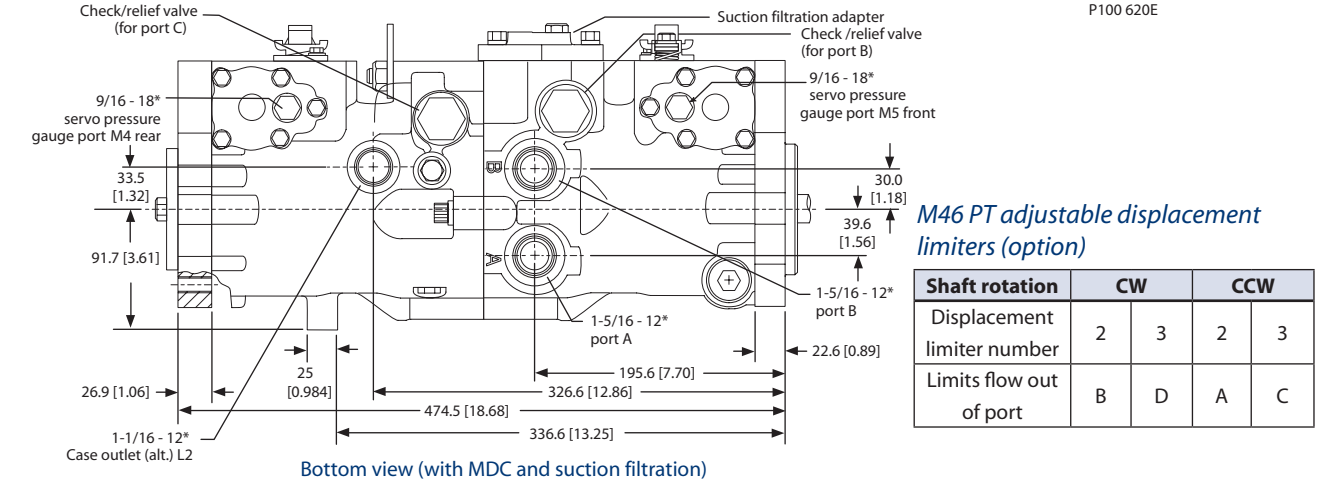 Check/relief valve
(for port C)
Suction filtration adapter
Check /relief valve
(for port B)
P100 620E
9/16 - 18*
servo pressure
gauge port M4 rear
9/16 - 18*
servo pressure
gauge port M5 front
33.5
[1.32]
B
30.0
[1.18]
39.6
[1.56]
91.7 [3.61]
A
1-5/16 - 12*
port B
1-5/16 - 12*
port A
22.6 [0.89]
25
[0.984]
195.6 [7.70]
26.9 [1.06]
326.6 [12.86]
474.5 [18.68]
336.6 [13.25]
1-1/16 - 12*
Case outlet (alt.) L2
Bottom view (with MDC and suction filtration)
M46 PT adjustable displacement
limiters (option)
Shaft rotation CW CCW
Displacement
limiter number 2 3 2 3
Limits flow out
of port B D A C